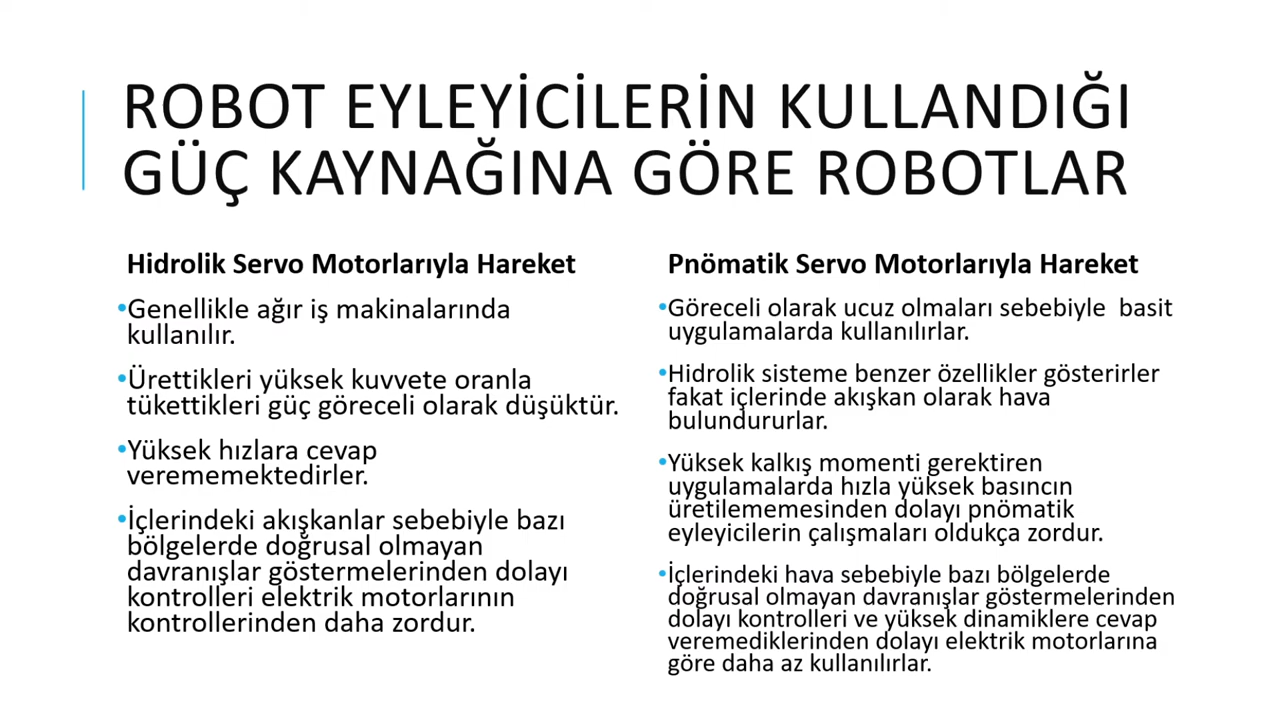 ROBOT EYLEYİCİLERİN KULLANDIĞI
GÜÇ KAYNAĞINA GÖRE ROBOTLAR
Hidrolik Servo Motorlarıyla Hareket
•Genellikle ağır iş makinalarında
kullanılır.
•Ürettikleri yüksek kuvvete oranla
tükettikleri güç göreceli olarak düşüktür.
•Yüksek hızlara cevap
verememektedirler.
•İçlerindeki akışkanlar sebebiyle bazı
bölgelerde doğrusal olmayan
davranışlar göstermelerinden dolayı
kontrolleri elektrik motorlarının
kontrollerinden daha zordur.
Pnömatik Servo Motorlarıyla Hareket
•Göreceli olarak ucuz olmaları sebebiyle  basit
uygulamalarda kullanılırlar.
•Hidrolik sisteme benzer özellikler gösterirler
fakat içlerinde akışkan olarak hava
bulundururlar.
•Yüksek kalkış momenti gerektiren
uygulamalarda hızla yüksek basıncın
üretilememesinden dolayı pnömatik
eyleyicilerin çalışmaları oldukça zordur.
•İçlerindeki hava sebebiyle bazı bölgelerde
doğrusal olmayan davranışlar göstermelerinden
dolayı kontrolleri ve yüksek dinamiklere cevap
veremediklerinden dolayı elektrik motorlarına
göre daha az kullanılırlar.